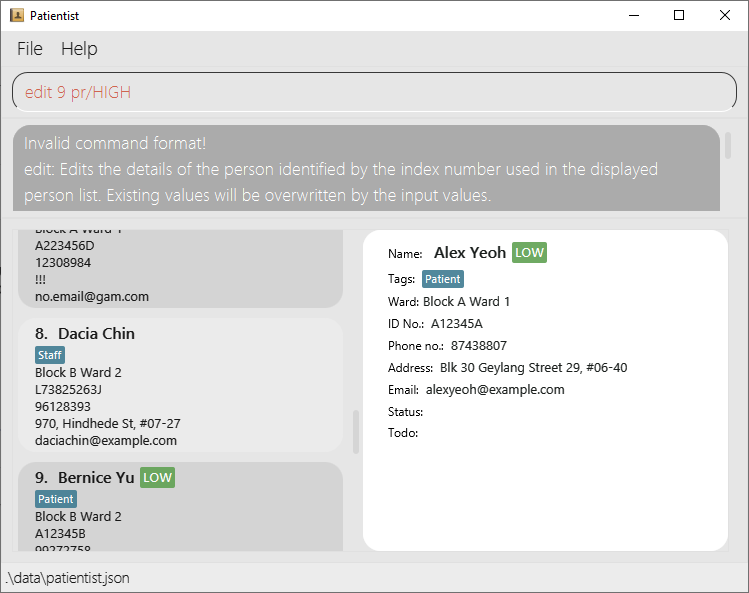 Patientist
File Help
edit 9 pr/HIGH
Invalid command format!
edit: Edits the details of the person identified by the index number used in the displayed
person list. Existing values will be overwritten by the input values.
Block A Ward 1
A223456D
12308984
!!!
no.email@gam.com
8. Dacia Chin
Staff
Block B Ward 2
L73825263J
96128393
970, Hindhede St, #07-27
daciachin@example.com
9. Bernice Yu LOW
Patient
Block B Ward 2
A12345B
99272758
Name: Alex Yeoh LOW
Tags: Patient
Ward: Block A Ward 1
ID No.: A12345A
Phone no.: 87438807
Address: Blk 30 Geylang Street 29, #06-40
Email: alexyeoh@example.com
Status:
Todo:
.\data\patientist.json